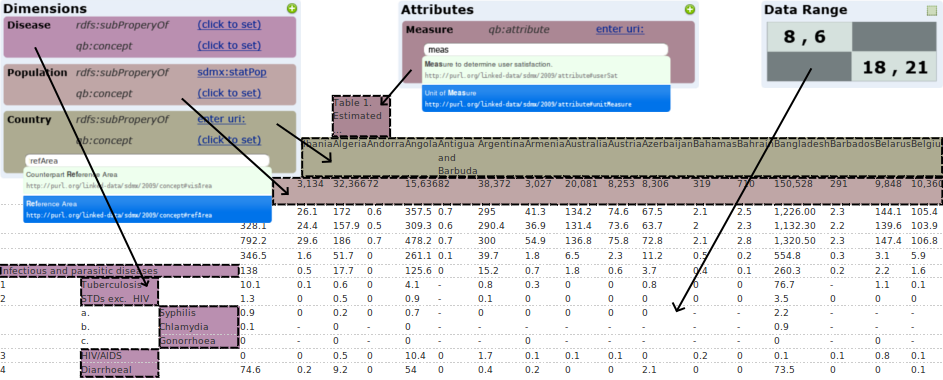 Dimensions
Disease rdfs:subProperyOf (click to set)
qb:concept (click to set)
Population rdfs:subProperyOf sdmx:statPop
qb:concept (click to set)
Country rdfs:subProperyOf enter uri:
qb:concept (click to set)
refArea
Counterpart Reference Area
http://purl.org/linked-data/sdmx/2009/concept#visArea
Reference Area
http://purl.org/linked-data/sdmx/2009/concept#refArea
Attributes
Measure qb:attribute enter uri:
meas
Measure to determine user satisfaction.
http://purl.org/linked-data/sdmx/2009/attribute#userSat
Unit of Measure
http://purl.org/linked-data/sdmx/2009/attribute#unitMeasure
Data Range
8 , 6
18 , 21
Table 1.
Estimated
...
bania Algeria Andorra Angola Antigua and Barbuda Argentina Armenia Australia Austria Azerbaijan Bahamas Bahrain Bangladesh Barbados Belarus Belgiu
3,134 32,366 72 15,636 82 38,372 3,027 20,081 8,253 8,306 319 150,528 291 9,848 10,360
26.1 172 0.6 357.5 0.7 295 41.3 134.2 74.6 67.5 2.1 2.5 1,226.00 2.3 144.1 105.4
328.1 24.4 157.9 0.5 309.3 0.6 290.4 36.9 131.4 73.6 63.7 2 2.3 1,132.30 2.2 139.6 103.9
792.2 29.6 186 0.7 478.2 0.7 300 54.9 136.8 75.8 72.8 2.1 2.8 1,320.50 2.3 147.4 106.8
346.5 1.6 51.7 0 261.1 0.1 39.7 1.8 6.5 2.3 11.2 0.5 0.2 554.8 0.3 3.1 5.9
Infectious and parasitic diseases 138 0.5 17.7 0 125.6 0 15.2 0.7 1.8 0.6 3.7 0.4 0.1 260.3 0.2 2.2 1.6
1 Tuberculosis 10.1 0.1 0.6 0 4.1 - 0.8 - 0 0 0.8 0 0 76.7 - 1.1 0.1
2 STDs exc. HIV 1.3 0 0.5 0 0.9 - 0.1 0 0 0 0 3.5 0 0 0
a. Syphilis 0.9 0 0.2 0 0.7 - 0 0 0 0 - - 2.2 - - -
b. Chlamydia 0.1 - 0 - 0 - 0 0 0 0 0 - - 0.9 - - 0
c. Gonorrhoea - 0 - 0 - 0 - - - 0 - - 0 - - -
3 HIV/AIDS 0 0 0.5 0 10.4 0 1.7 0.1 0.1 0.1 0.1 0.2 0 0.1 0.1 0.8 0.1
4 Diarrhoeal 74.6 0.2 9.2 0 54 0 0.4 0.2 0 0 2.1 0 0 73.5 0 0.1 0